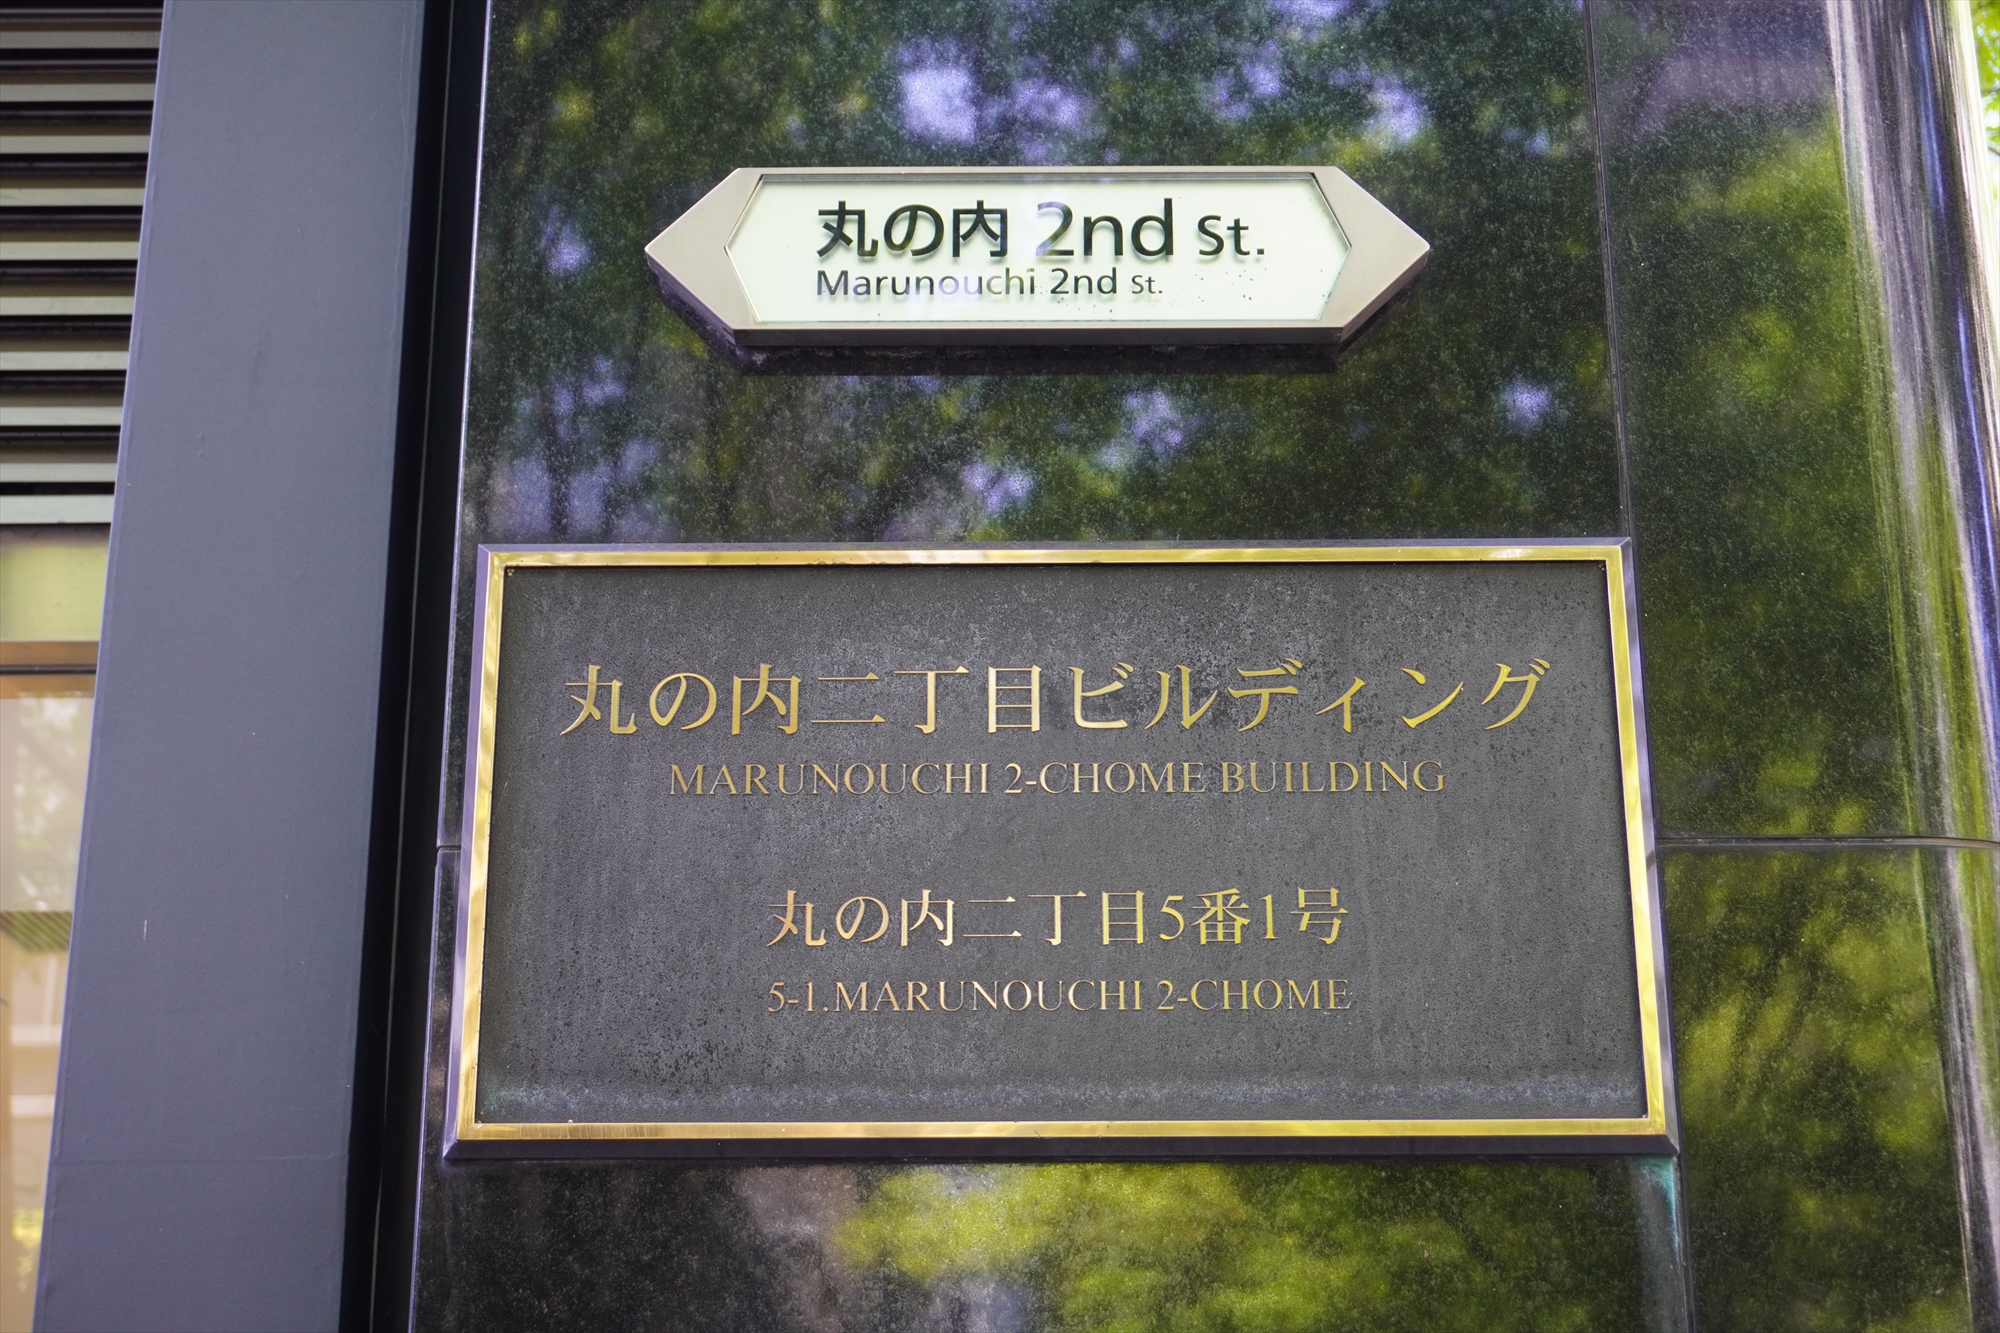 丸の内 2nd St.
Marunouchi 2nd St.
丸の内二丁目ビルディング
MARUNOUCHI 2-CHOME BUILDING
丸の内二丁目5番1号
5-1.MARUNOUCHI 2-CHOME